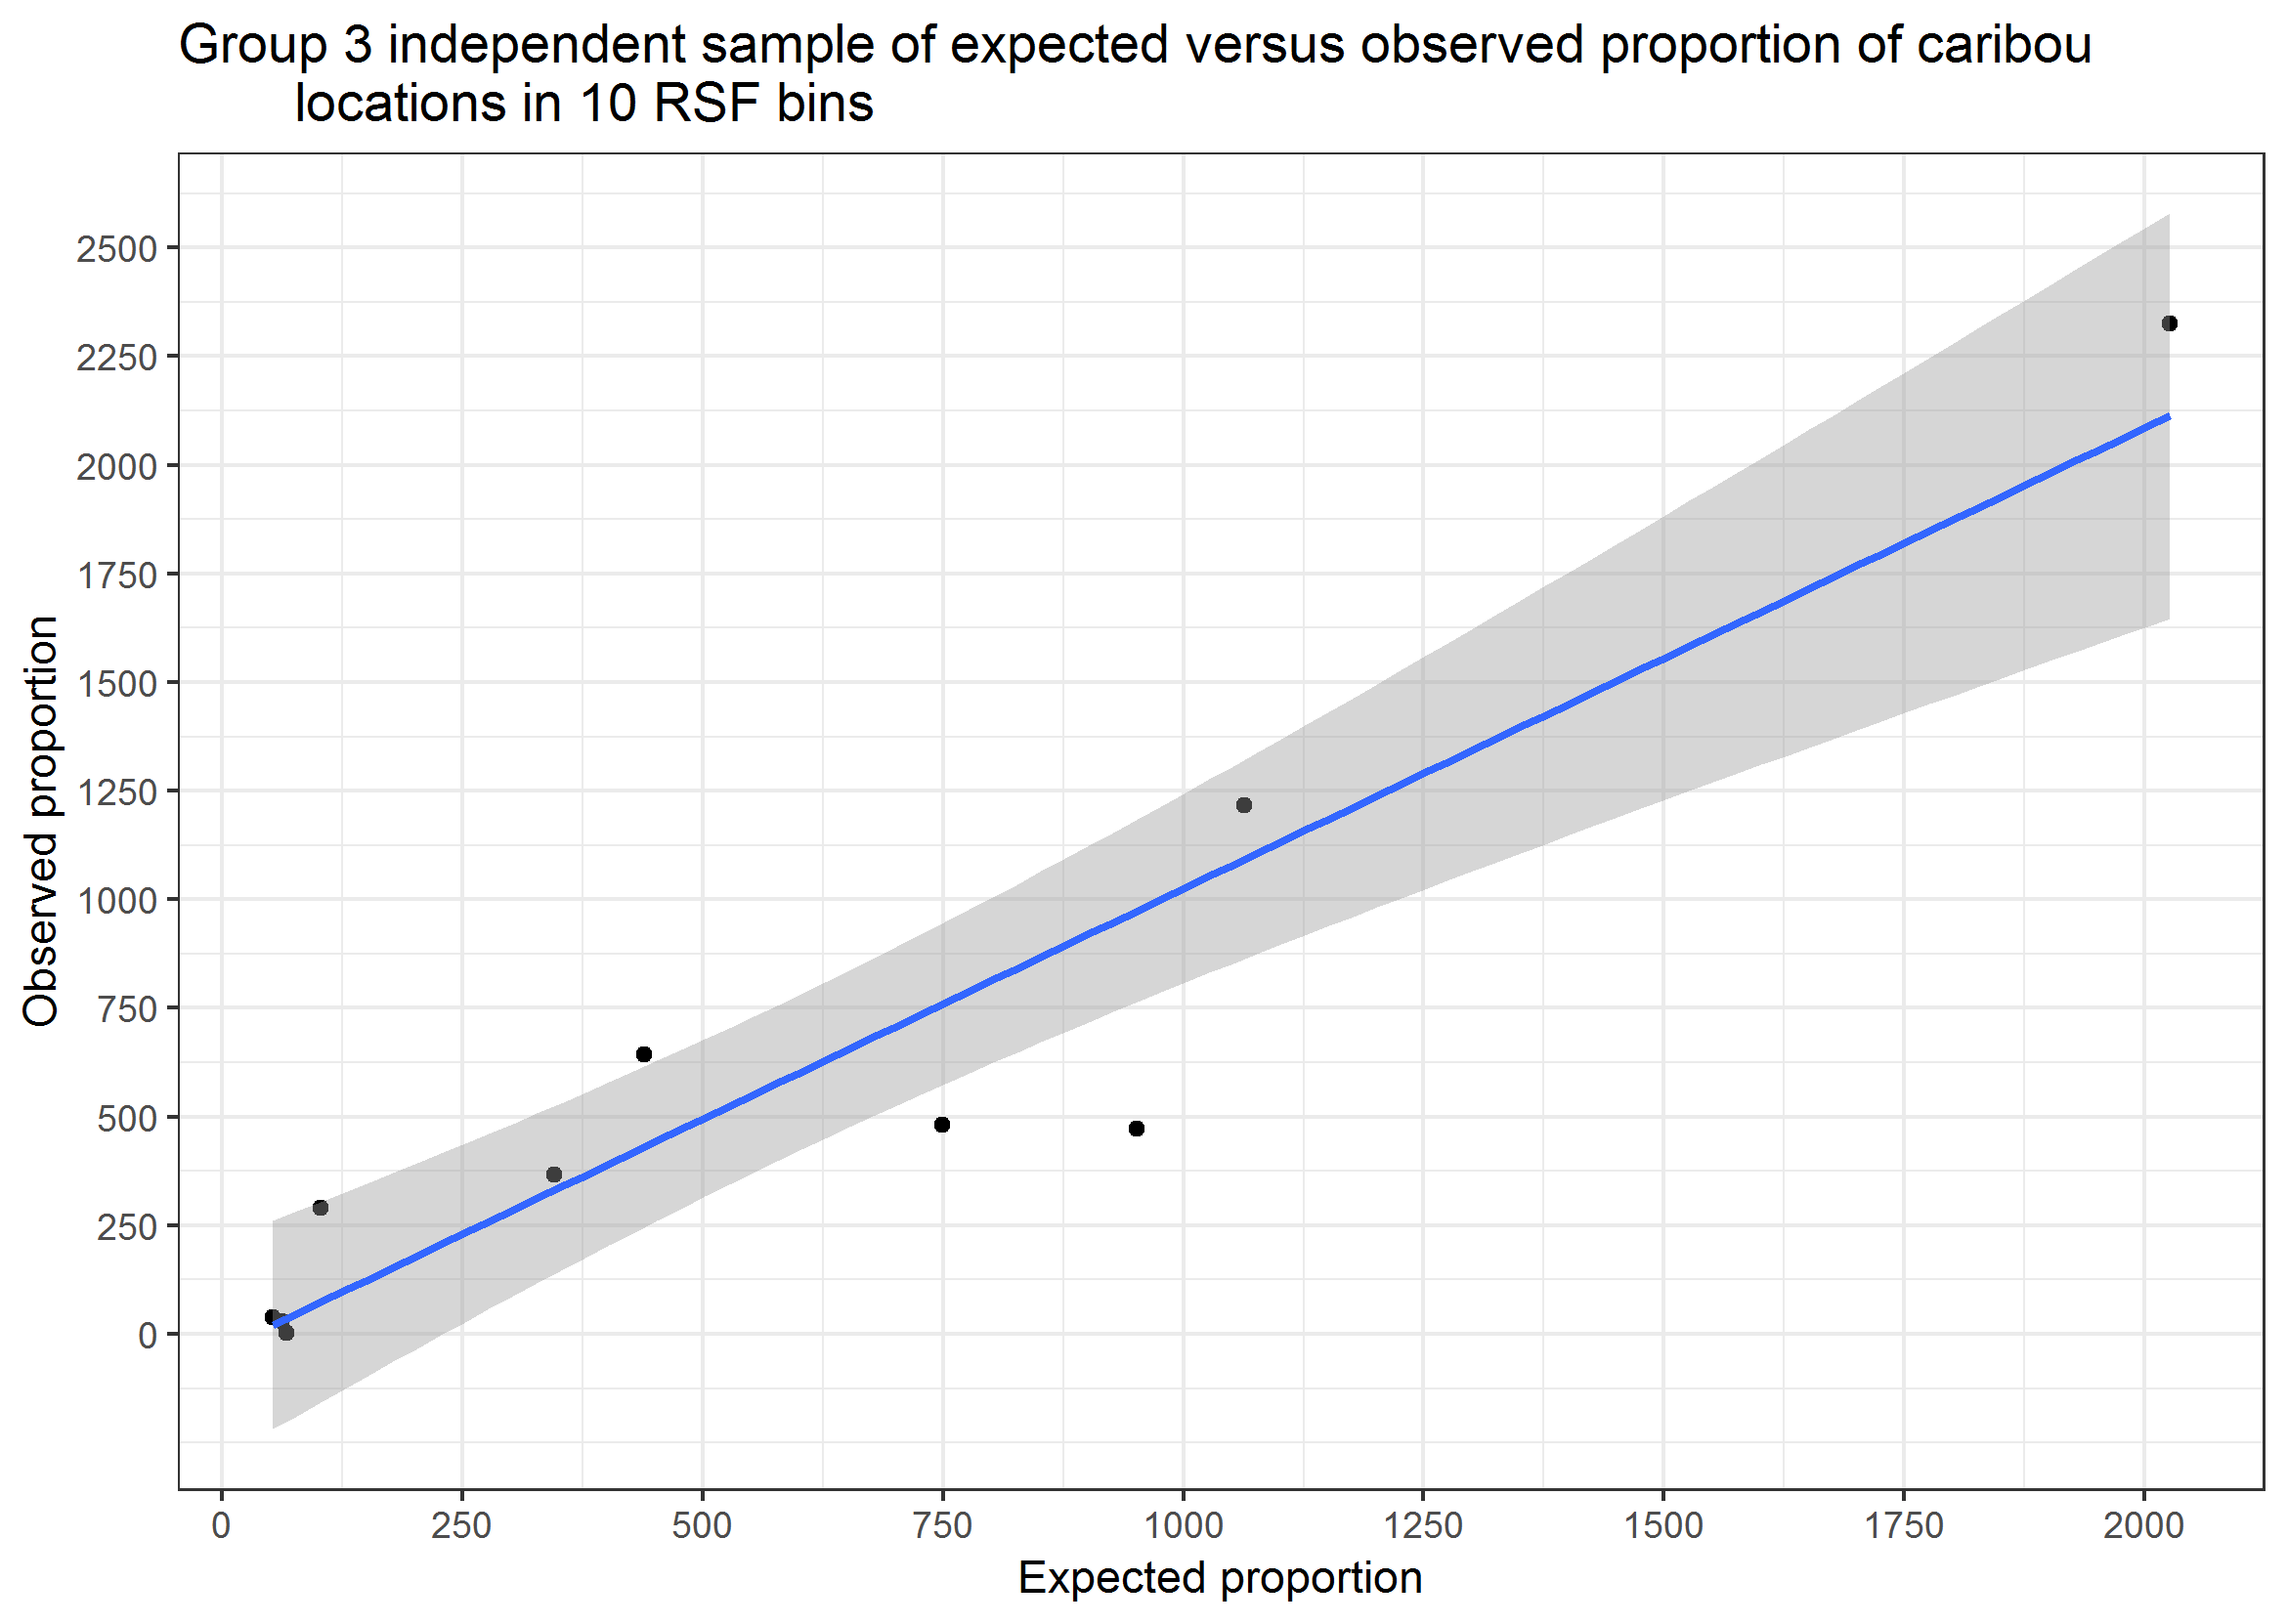 Group 3 independent sample of expected versus observed proportion of caribou
locations in 10 RSF bins
2500
2250
2000
1750
1500
1250
1000
750
500
250
0
Observed proportion
0 250 500 750 1000 1250 1500 1750 2000
Expected proportion